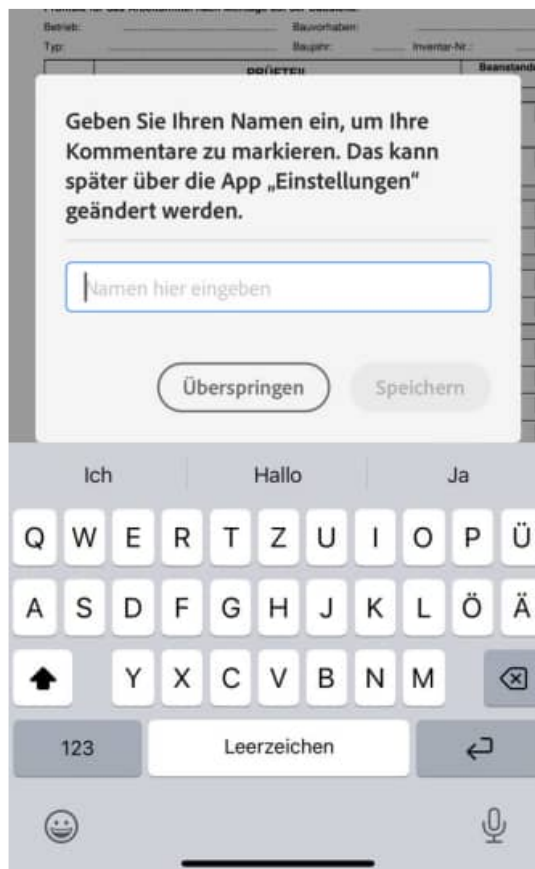 Betrieb: Bauvorhaben:
Typ: Baujahr: Inventar-Nr.:
PRÜFTEIL Beanstand
Geben Sie Ihren Namen ein, um Ihre
Kommentare zu markieren. Das kann
später über die App „Einstellungen“
geändert werden.
Namen hier eingeben
Überspringen Speichern
Ich Hallo Ja
Q W E R T Z U I O P Ü
A S D F G H J K L Ö Ä
Y X C V B N M
123 Leerzeichen